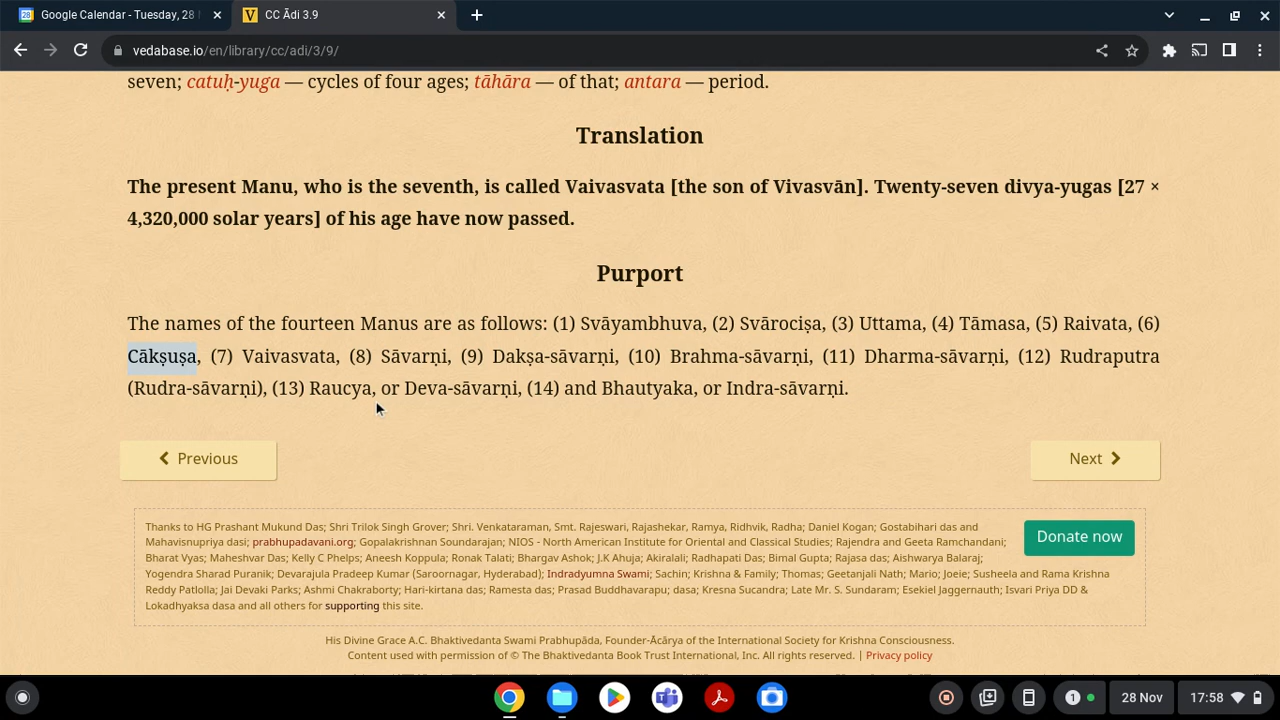 28
Google Calendar - Tuesday, 28 N
V
CC Ādi 3.9
vedabase.io/en/library/cc/adi/3/9/
seven; catuḥ-yuga — cycles of four ages; tāhāra — of that; antara — period.
Translation
The present Manu, who is the seventh, is called Vaivasvata [the son of Vivasvān]. Twenty-seven divya-yugas [27 ×
4,320,000 solar years] of his age have now passed.
Purport
The names of the fourteen Manus are as follows: (1) Svāyambhuva, (2) Svārociṣa, (3) Uttama, (4) Tāmasa, (5) Raivata, (6)
Cākṣuṣa, (7) Vaivasvata, (8) Sāvarṇi, (9) Dakṣa-sāvarṇi, (10) Brahma-sāvarṇi, (11) Dharma-sāvarṇi, (12) Rudraputra
(Rudra-sāvarṇi), (13) Raucya, or Deva-sāvarṇi, (14) and Bhautyaka, or Indra-sāvarṇi.
Previous
Next
Thanks to HG Prashant Mukund Das; Shri Trilok Singh Grover; Shri. Venkataraman, Smt. Rajeswari, Rajashekar, Ramya, Ridhvik, Radha; Daniel Kogan; Gostabihari das and
Mahavisnupriya dasi; prabhupadavani.org; Gopalakrishnan Soundarajan; NIOS - North American Institute for Oriental and Classical Studies; Rajendra and Geeta Ramchandani;
Bharat Vyas; Maheshvar Das; Kelly C Phelps; Aneesh Koppula; Ronak Talati; Bhargav Ashok; J.K Ahuja; Akiralali; Radhapati Das; Bimal Gupta; Rajasa das; Aishwarya Balaraj;
Yogendra Sharad Puranik; Devarajula Pradeep Kumar (Saroornagar, Hyderabad); Indradyumna Swami; Sachin; Krishna & Family; Thomas; Geetanjali Nath; Mario; Joeie; Susheela and Rama Krishna
Reddy Patlolla; Jai Devaki Parks; Ashmi Chakraborty; Hari-kirtana das; Ramesta das; Prasad Buddhavarapu; dasa; Kresna Sucandra; Late Mr. S. Sundaram; Esekiel Jaggernauth; Isvari Priya DD &
Lokadhyaksa dasa and all others for supporting this site.
Donate now
His Divine Grace A.C. Bhaktivedanta Swami Prabhupāda, Founder-Ācārya of the International Society for Krishna Consciousness.
Content used with permission of © The Bhaktivedanta Book Trust International, Inc. All rights reserved. | Privacy policy
1
28 Nov
17:58